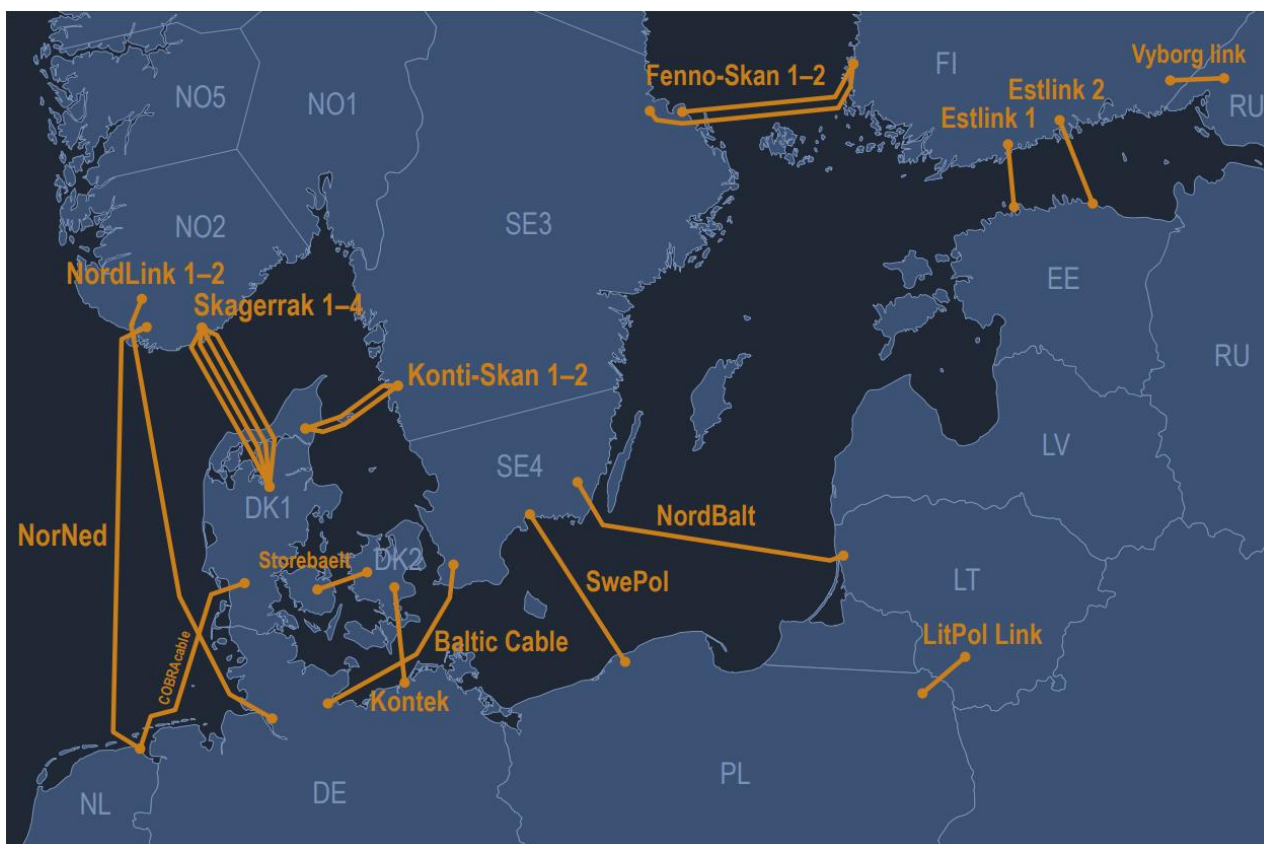 Vyborg link
FI
Fenno-Skan 1–2
NO5
NO1
Estlink 2
RU
Estlink 1
NO2
SE3
NordLink 1–2
EE
Skagerrak 1–4
RU
Konti-Skan 1–2
LV
SE4
DK1
NordBalt
NorNed
Storebaelt
DK2
SwePol
LT
LitPol Link
Baltic Cable
COBRAcable
Kontek
PL
DE
NL